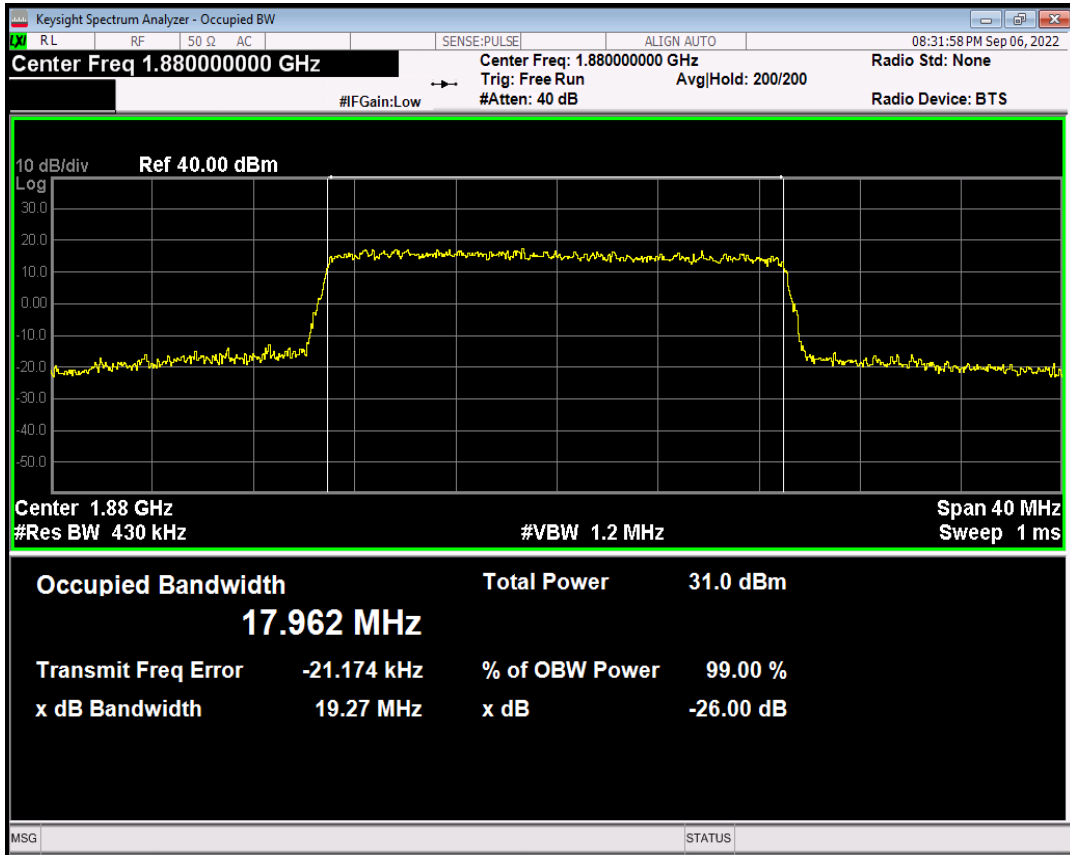 Keysight Spectrum Analyzer - Occupied BW
LXI RL RF 50 Ω AC SENSE:PULSE ALIGN AUTO 08:31:58 PM Sep 06, 2022
Center Freq 1.880000000 GHz
Center Freq: 1.880000000 GHz
Radio Std: None
Trig: Free Run Avg|Hold: 200/200
#IFGain:Low #Atten: 40 dB Radio Device: BTS
10 dB/div Ref 40.00 dBm
Log
30.0
20.0
10.0
0.00
-10.0
-20.0
-30.0
-40.0
-50.0
Center 1.88 GHz Span 40 MHz
#Res BW 430 kHz #VBW 1.2 MHz Sweep 1 ms
Occupied Bandwidth Total Power 31.0 dBm
17.962 MHz
Transmit Freq Error -21.174 kHz % of OBW Power 99.00 %
x dB Bandwidth 19.27 MHz x dB -26.00 dB
MSG STATUS